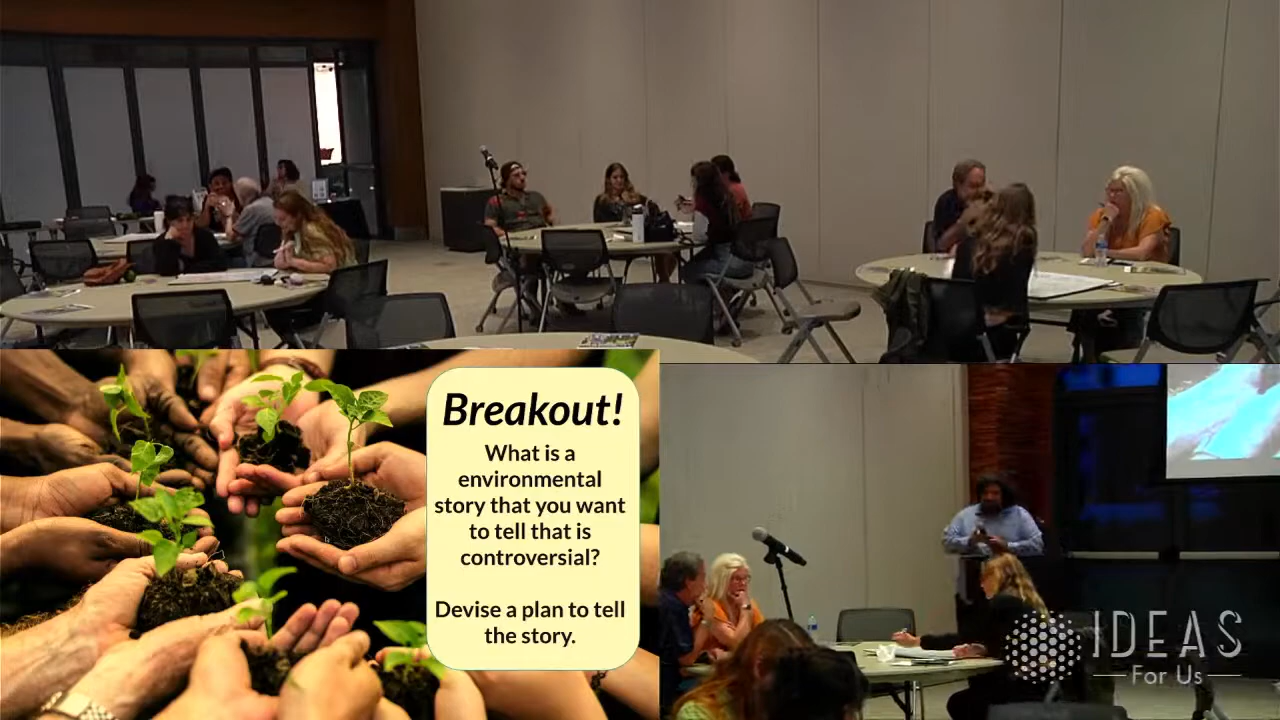 Breakout!
What is a
environmental
story that you want
to tell that is
controversial?
Devise a plan to tell
the story.
IDEAS
For Us